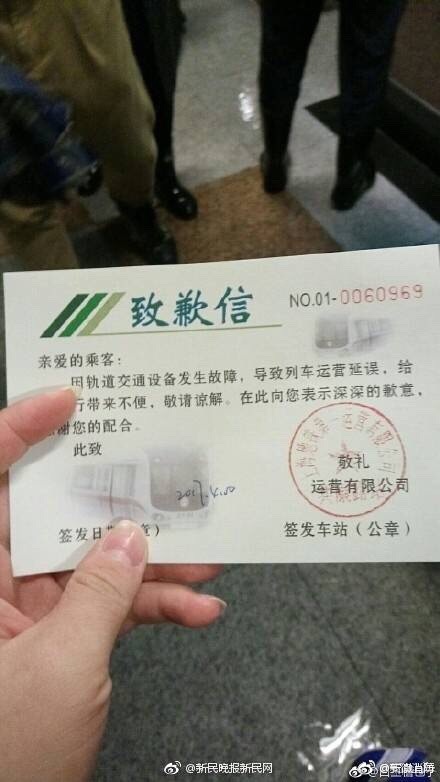 致歉信
NO.01-0060969
亲爱的乘客:
因轨道交通设备发生故障，导致列车运营延误，给
行带来不便，敬请谅解。在此向您表示深深的歉意，
谢您的配合。
此致
敬礼
运营有限公司
签发日
章）
签发车站（公章）
@新民晚报新民网